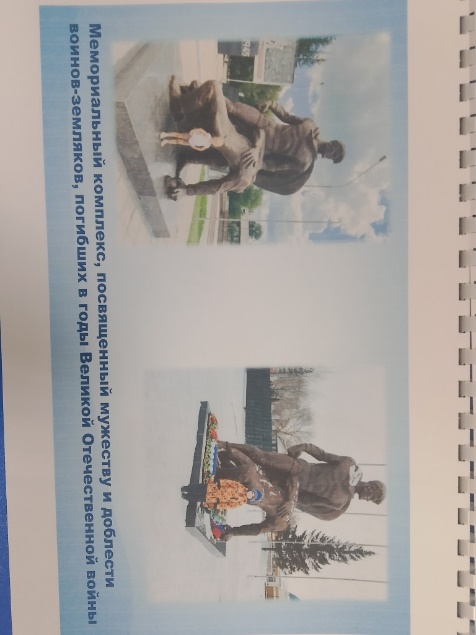 Мемориальный комплекс, посвященный мужеству и доблести
воинов-земляков, погибших в годы Великой Отечественной войны